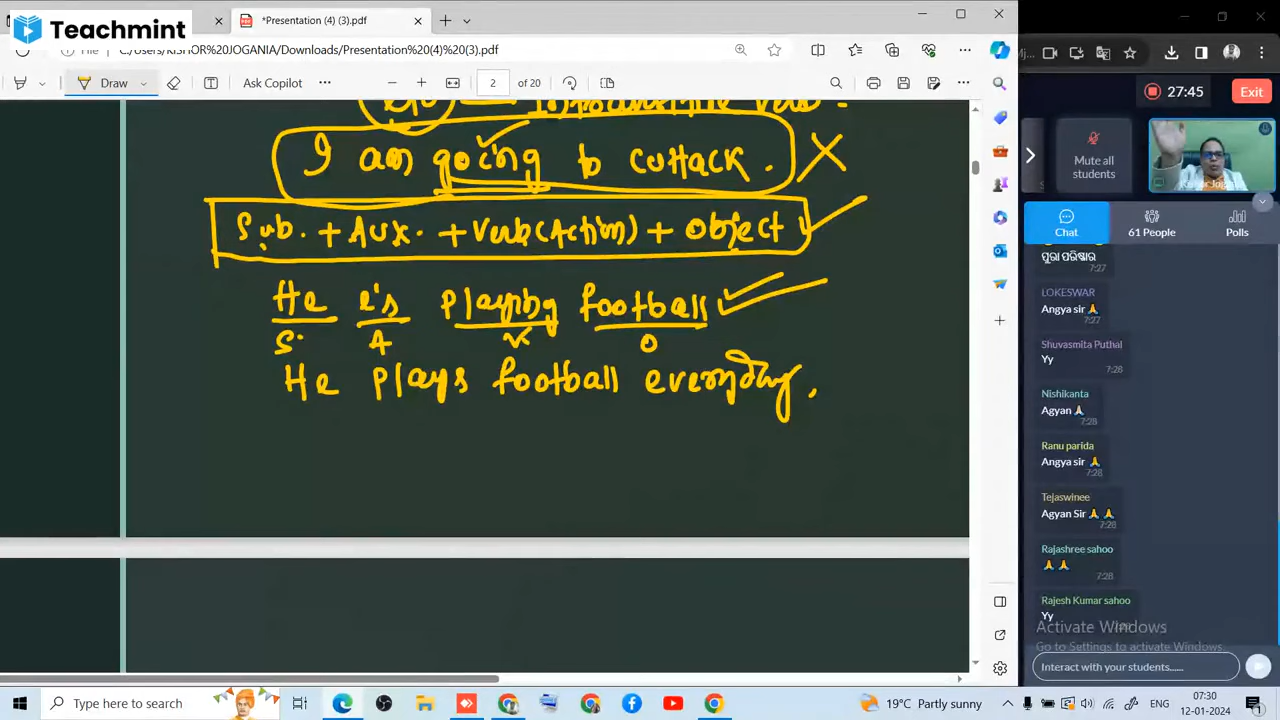 Teachmint
*Presentation (4) (3).pdf
File C:/Users/KISHOR%20JOGANIA/Downloads/Presentation%20(4)%20(3).pdf
Draw Ask Copilot 2 of 20
27:45 Exit
I am going to cuttack.
Sub. + Aux. + Verb(Action) + Object
He is Playing football
S A V O
He plays football everyday.
Mute all students
Chat 61 People Polls
ପୁରା ପରିଷାର
7:27
LOKESWAR
Angya sir 🙏
7:27
Shuvasmita Puthal
Yy
7:28
Nishikanta
Agyan 🙏
7:28
Ranu parida
Angya sir 🙏
7:28
Tejaswinee
Agyan Sir 🙏🙏
7:28
Rajashree sahoo
🙏🙏
7:28
Rajesh Kumar sahoo
Yy
Activate Windows
Go to Settings to activate Windows.
Interact with your students......
Type here to search
19°C Partly sunny
07:30
12-01-2024